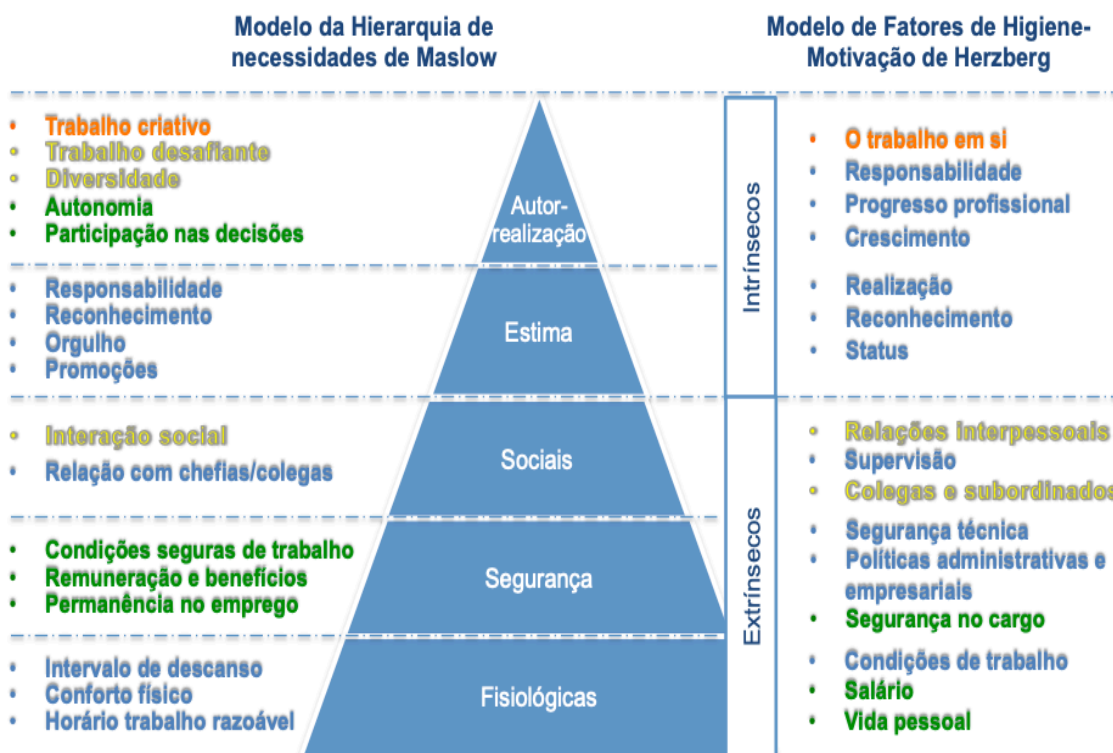 Modelo da Hierarquia de
necessidades de Maslow
Modelo de Fatores de Higiene-
Motivação de Herzberg
• Trabalho criativo
• Trabalho desafiante
• Diversidade
• Autonomia
• Participação nas decisões
Autor-
realização
• O trabalho em si
• Responsabilidade
• Progresso profissional
• Crescimento
• Responsabilidade
• Reconhecimento
• Orgulho
• Promoções
Estima
Intrínsecos
• Realização
• Reconhecimento
• Status
• Interação social
• Relação com chefias/colegas
Sociais
• Relações interpessoais
• Supervisão
• Colegas e subordinados
• Condições seguras de trabalho
• Remuneração e benefícios
• Permanência no emprego
Segurança
Extrínsecos
• Segurança técnica
• Políticas administrativas e
empresariais
• Segurança no cargo
• Intervalo de descanso
• Conforto físico
• Horário trabalho razoável
Fisiológicas
• Condições de trabalho
• Salário
• Vida pessoal